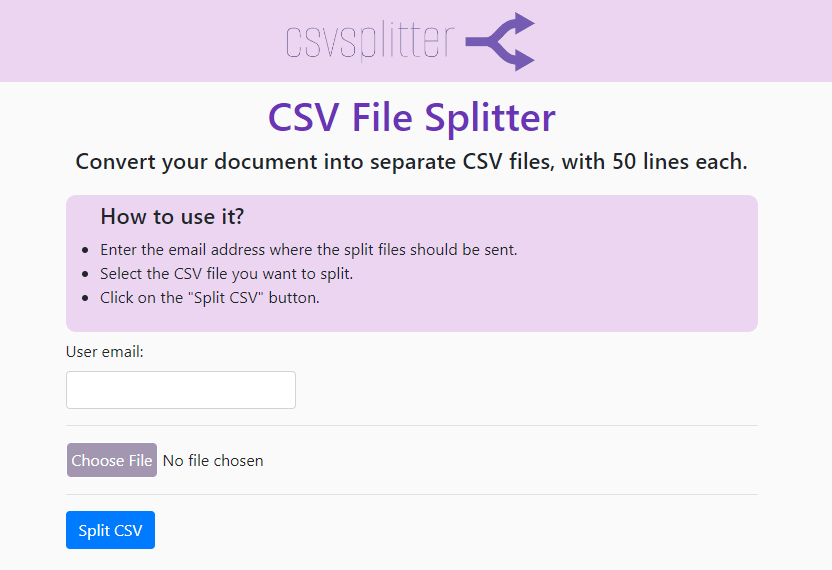 csvsplitter
CSV File Splitter
Convert your document into separate CSV files, with 50 lines each.
How to use it?
Enter the email address where the split files should be sent.
Select the CSV file you want to split.
Click on the "Split CSV" button.
User email:
Choose File No file chosen
Split CSV